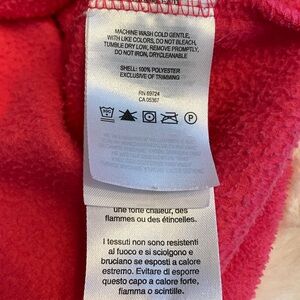 MACHINE WASH COLD GENTLE,
WITH LIKE COLORS, DO NOT BLEACH,
TUMBLE DRY LOW, REMOVE PROMPTLY,
DO NOT IRON, DRYCLEANABLE
SHELL: 100% POLYESTER
EXCLUSIVE OF TRIMMING
RN 69724
CA 05367
P
une forte chaleur, des
flammes ou des étincelles.
I tessuti non sono resistenti
al fuoco e si sciolgono e
bruciano se esposti a calore
estremo. Evitare di esporre
questo capo a calore forte,
fiamma o scintille.